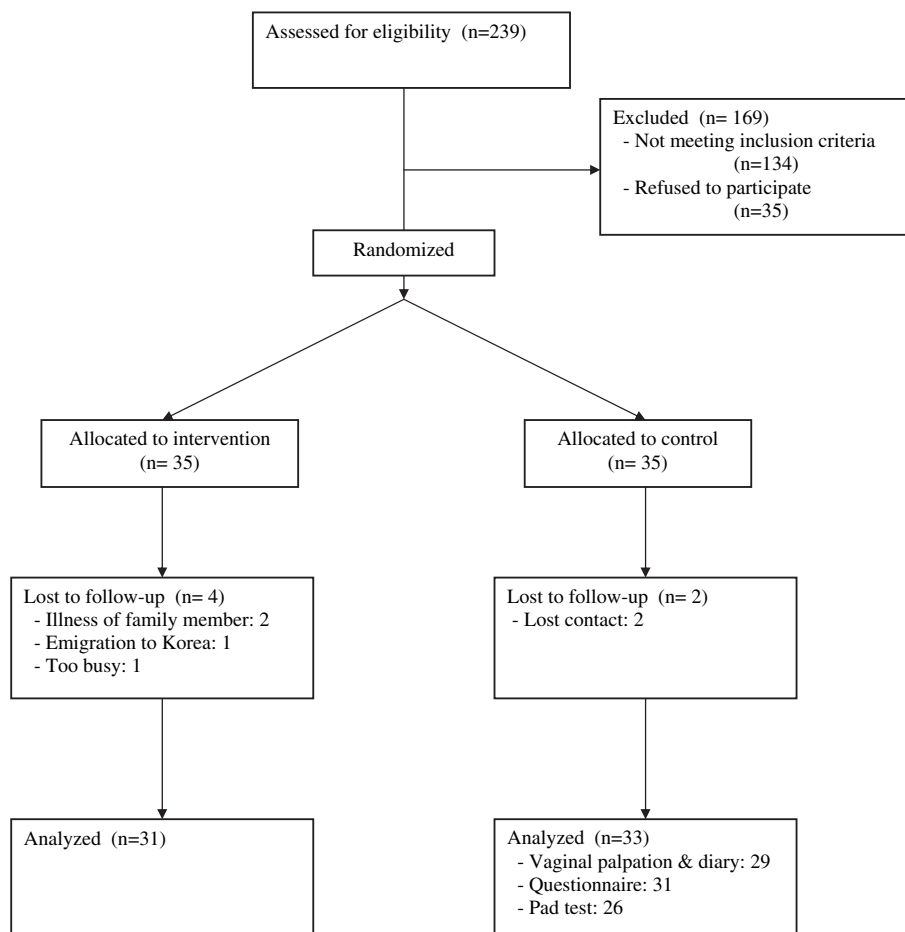 Assessed for eligibility (n=239)
Excluded (n= 169)
- Not meeting inclusion criteria
(n=134)
- Refused to participate
(n=35)
Randomized
Allocated to intervention
(n= 35)
Allocated to control
(n= 35)
Lost to follow-up (n= 4)
- Illness of family member: 2
- Emigration to Korea: 1
- Too busy: 1
Lost to follow-up (n= 2)
- Lost contact: 2
Analyzed (n=31)
Analyzed (n=33)
- Vaginal palpation & diary: 29
- Questionnaire: 31
- Pad test: 26